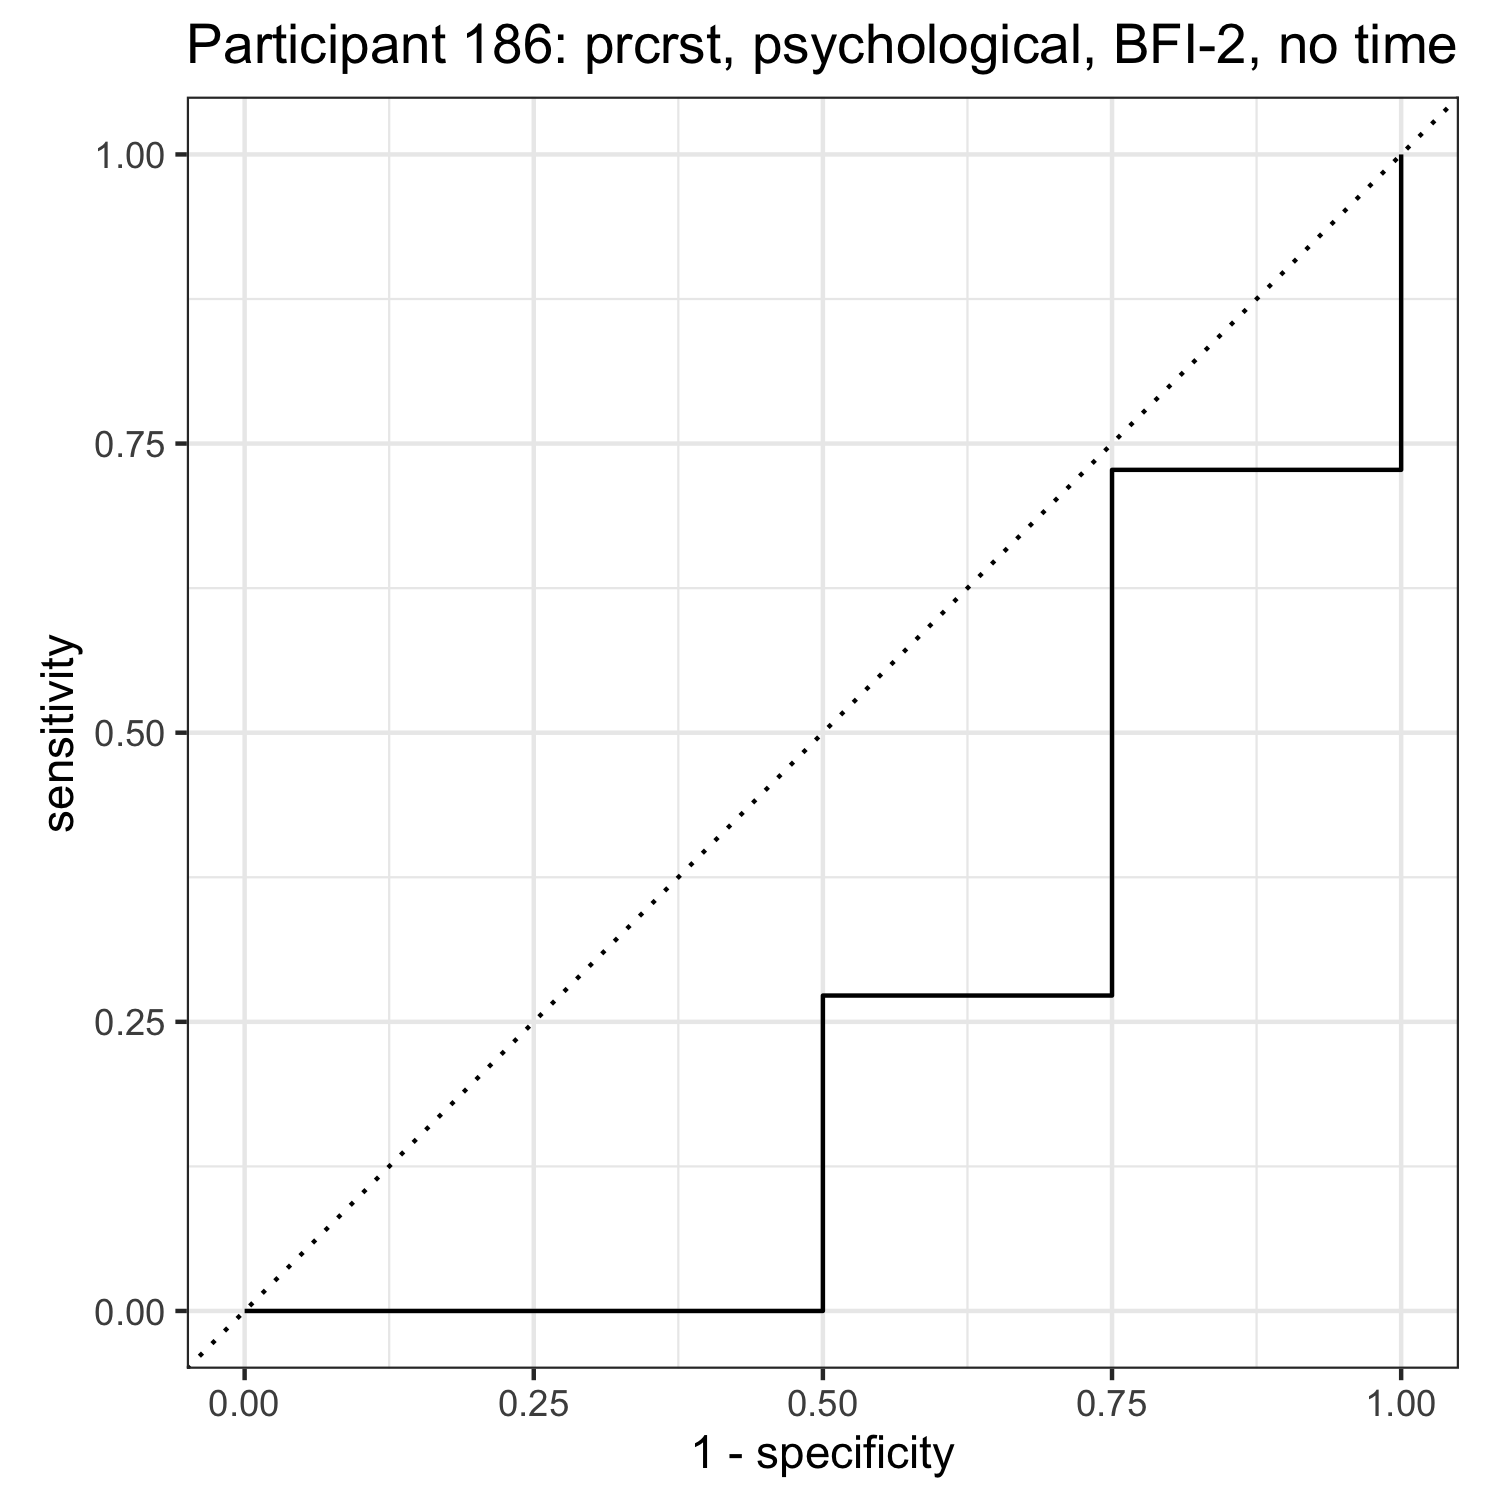 Participant 186: prcrst, psychological, BFI-2, no time
sensitivity
1.00
0.75
0.50
0.25
0.00
0.00 0.25 0.50 0.75 1.00
1 - specificity